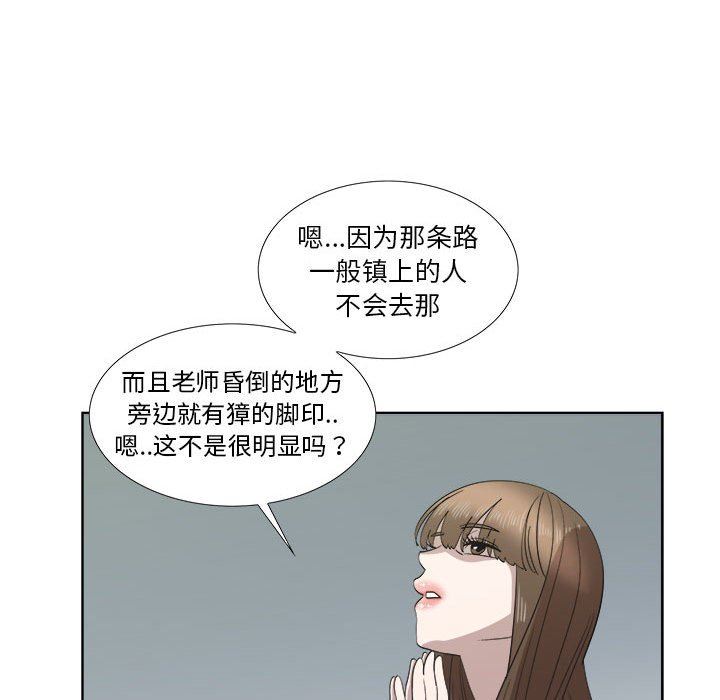 嗯...因为那条路
一般镇上的人
不会去那
而且老师昏倒的地方
旁边就有獐的脚印..
嗯..这不是很明显吗？